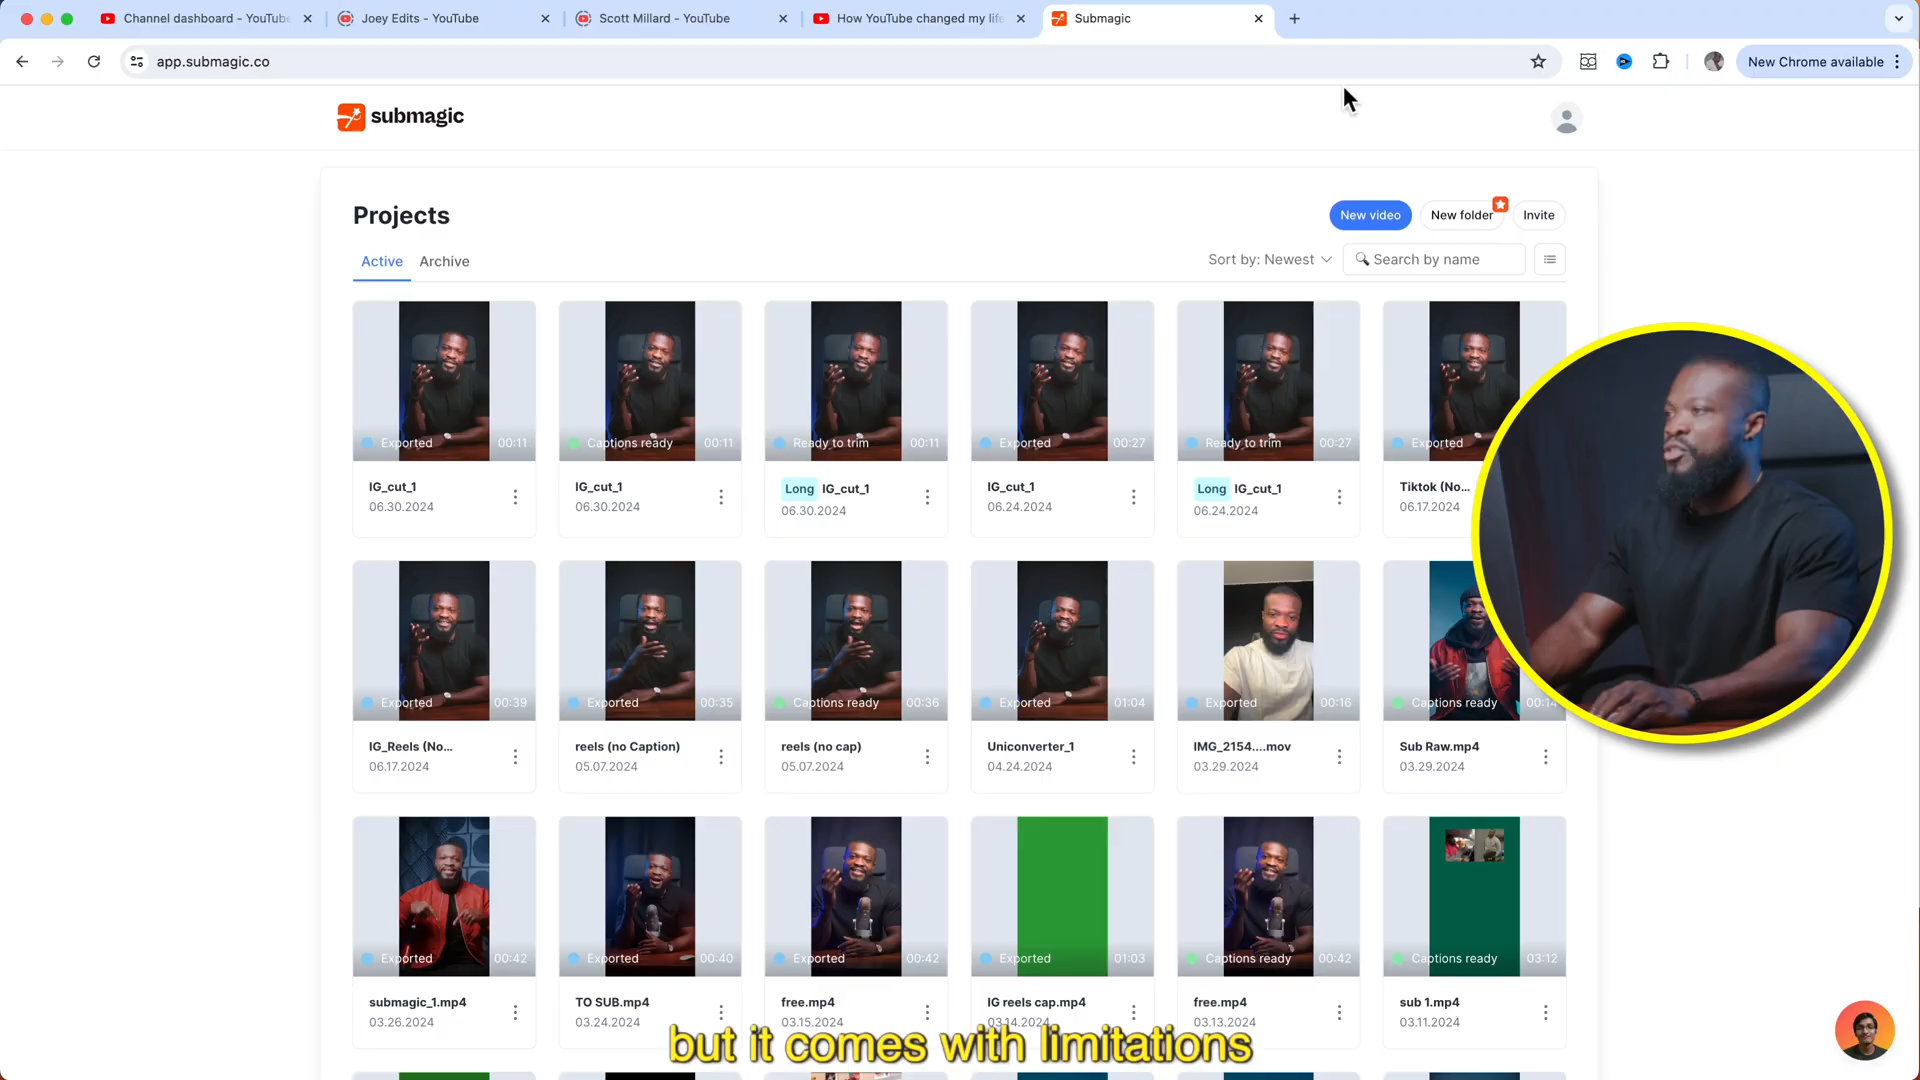 Channel dashboard - YouTube
Joey Edits - YouTube
Scott Millard - YouTube
How YouTube changed my life
Submagic
app.submagic.co
New Chrome available
submagic
Projects
New video
New folder
Invite
Active
Archive
Sort by: Newest
Search by name
Exported 00:11
Captions ready 00:11
Ready to trim 00:11
Exported 00:27
Ready to trim 00:27
Exported
IG_cut_1
06.30.2024
IG_cut_1
06.30.2024
Long IG_cut_1
06.30.2024
IG_cut_1
06.24.2024
Long IG_cut_1
06.24.2024
Tiktok (No...
06.17.2024
Exported 00:39
Exported 00:35
Captions ready 00:36
Exported 01:04
Exported 00:16
Captions ready 00:14
IG_Reels (No...
06.17.2024
reels (no Caption)
05.07.2024
reels (no cap)
05.07.2024
Uniconverter_1
04.24.2024
IMG_2154....mov
03.29.2024
Sub Raw.mp4
03.29.2024
Exported 00:42
Exported 00:40
Exported 00:42
Exported 01:03
Captions ready 00:42
Captions ready 03:12
submagic_1.mp4
03.26.2024
TO SUB.mp4
03.24.2024
free.mp4
03.15.2024
IG reels cap.mp4
03.14.2024
free.mp4
03.13.2024
sub 1.mp4
03.11.2024
but it comes with limitations